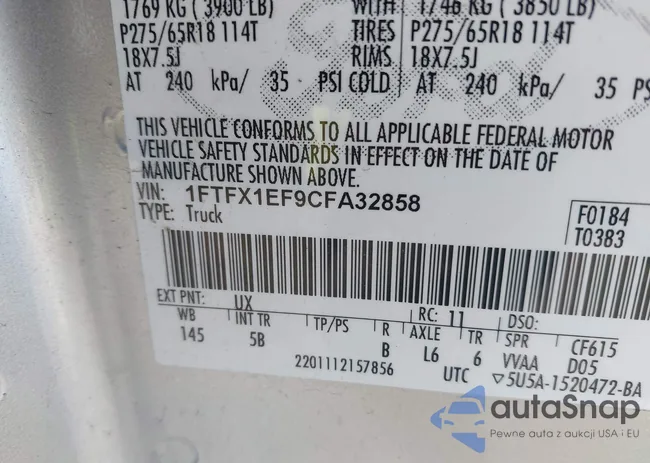 1769 KG ( 3900 LB) WITH 1746 KG ( 3850 LB)
P275/65R18 114T TIRES P275/65R18 114T
18X7.5J RIMS 18X7.5J
AT 240 kPa/ 35 PSI COLD AT 240 kPa/ 35 PS
THIS VEHICLE CONFORMS TO ALL APPLICABLE FEDERAL MOTOR
VEHICLE SAFETY STANDARDS IN EFFECT ON THE DATE OF
MANUFACTURE SHOWN ABOVE.
VIN: 1FTFX1EF9CFA32858
TYPE: Truck
F0184
T0383
EXT PNT: UX RC: 11 DSO:
WB INT TR TP/PS R AXLE TR SPR CF615
145 5B B L6 6 VVAA D05
2201112157856 UTC ▽5U5A-1520472-BA
autoSnap
Pewne auta z aukcji USA i EU